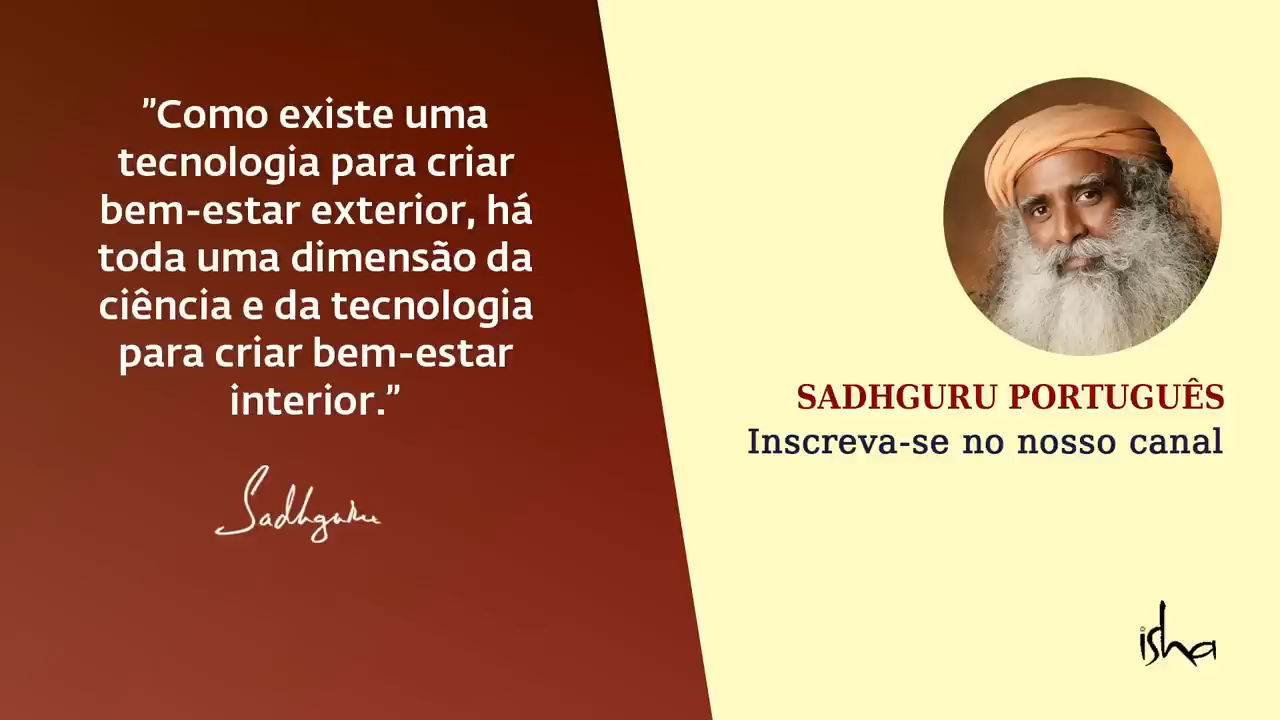 "Como existe uma
tecnologia para criar
bem-estar exterior, há
toda uma dimensão da
ciência e da tecnologia
para criar bem-estar
interior."
Sadhguru
SADHGURU PORTUGUÊS
Inscreva-se no nosso canal
isha